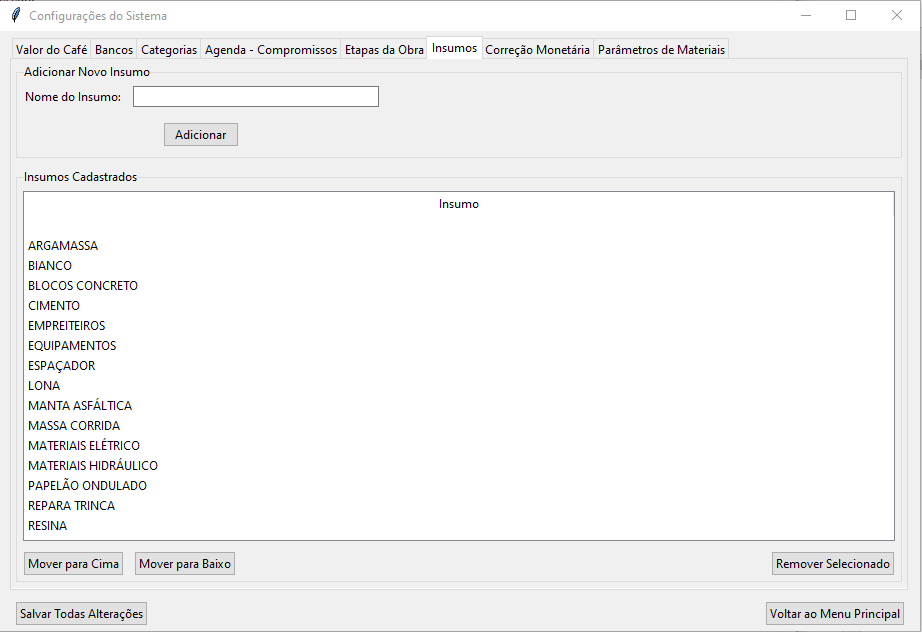 Configurações do Sistema
Valor do Café Bancos Categorias Agenda - Compromissos Etapas da Obra Insumos Correção Monetária Parâmetros de Materiais
Adicionar Novo Insumo
Nome do Insumo:
Adicionar
Insumos Cadastrados
Insumo
ARGAMASSA
BIANCO
BLOCOS CONCRETO
CIMENTO
EMPREITEIROS
EQUIPAMENTOS
ESPAÇADOR
LONA
MANTA ASFÁLTICA
MASSA CORRIDA
MATERIAIS ELÉTRICO
MATERIAIS HIDRÁULICO
PAPELÃO ONDULADO
REPARA TRINCA
RESINA
Mover para Cima Mover para Baixo Remover Selecionado
Salvar Todas Alterações Voltar ao Menu Principal